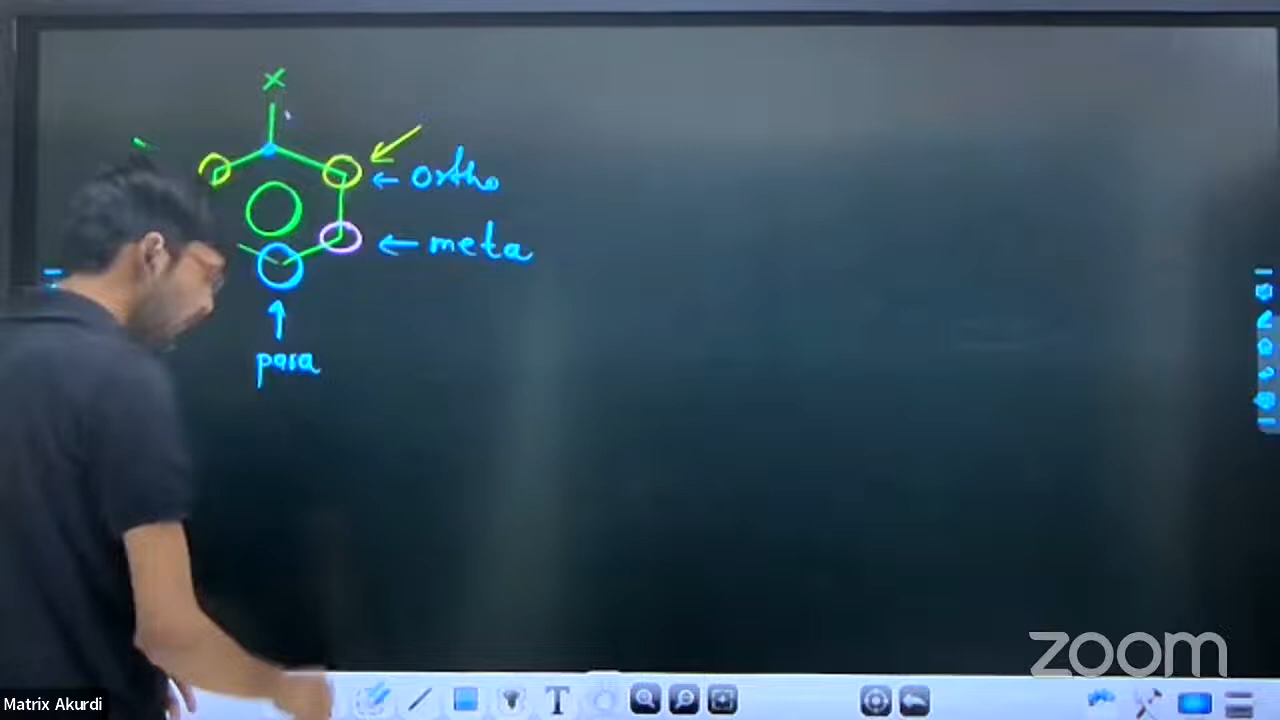 X
← ortho
← meta
para
T
zoom
Matrix Akurdi